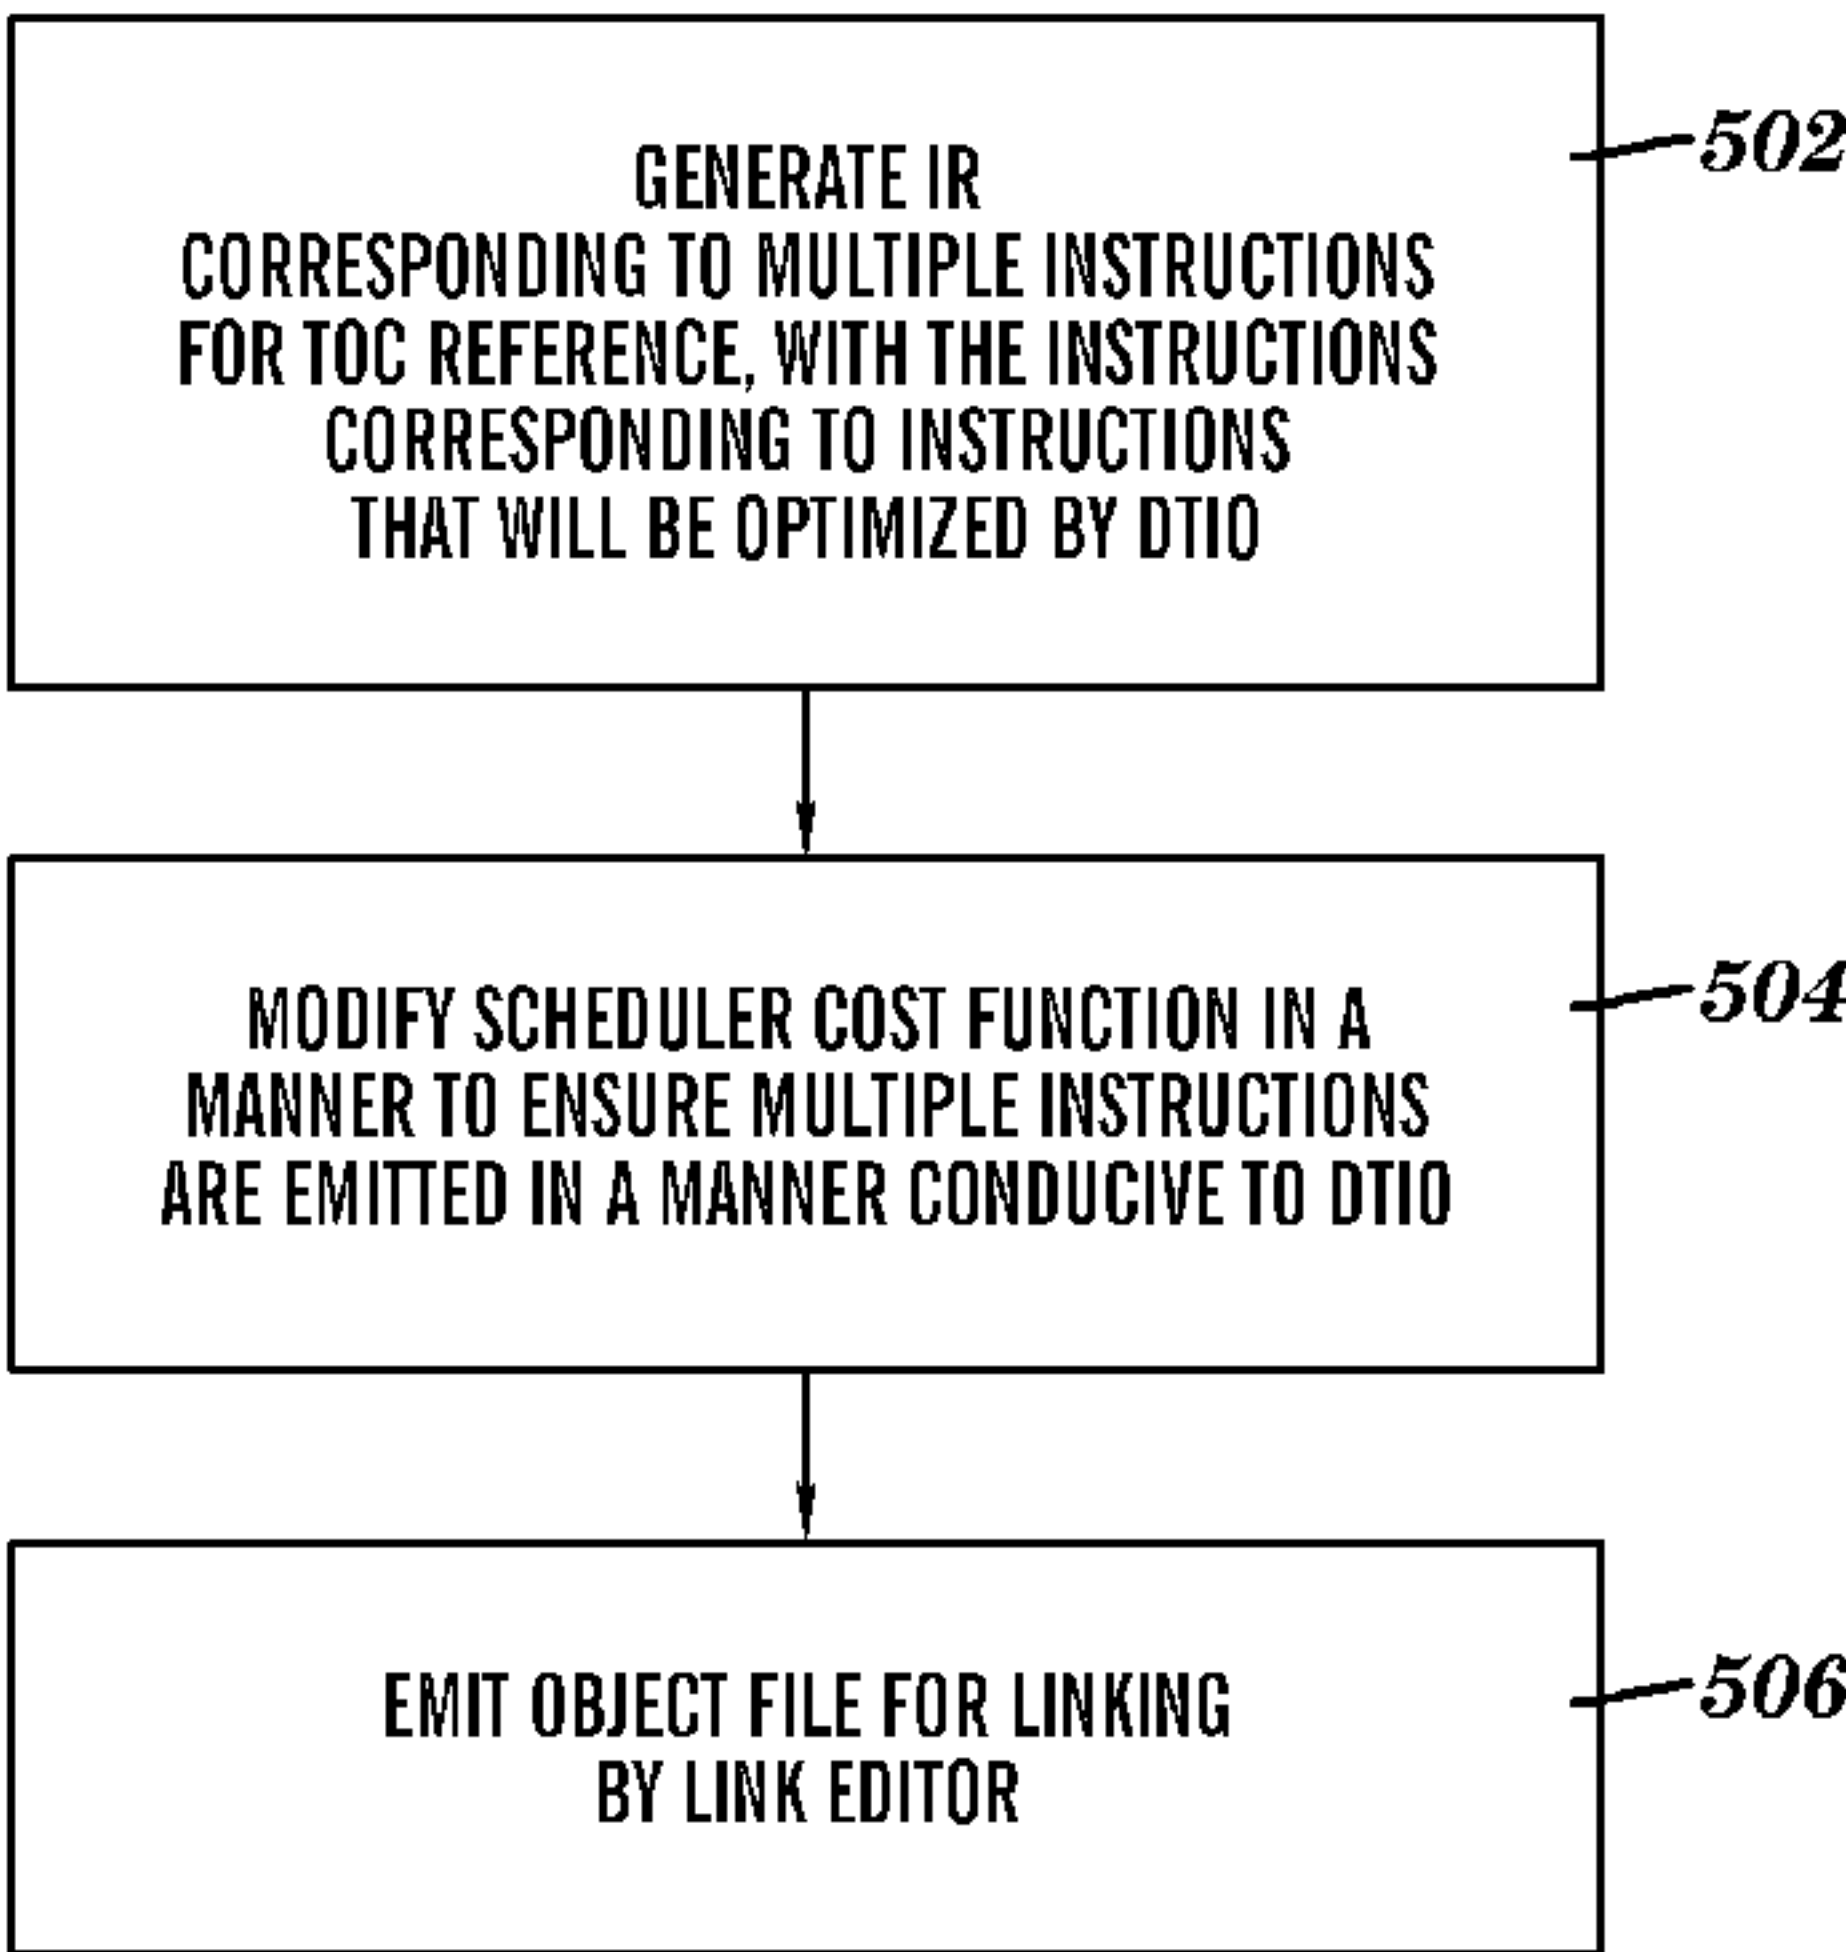 GENERATE IR
CORRESPONDING TO MULTIPLE INSTRUCTIONS
FOR TOC REFERENCE, WITH THE INSTRUCTIONS
CORRESPONDING TO INSTRUCTIONS
THAT WILL BE OPTIMIZED BY DTIO
502
MODIFY SCHEDULER COST FUNCTION IN A
MANNER TO ENSURE MULTIPLE INSTRUCTIONS
ARE EMITTED IN A MANNER CONDUCIVE TO DTIO
504
EMIT OBJECT FILE FOR LINKING
BY LINK EDITOR
506